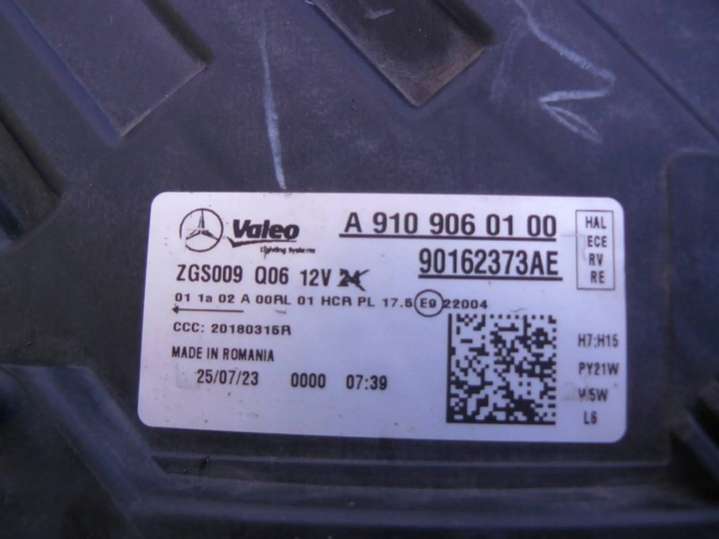 Valeo
Lighting Systems
A 910 906 01 00
90162373AE
HAL
ECE
RV
RE
ZGS009 Q06 12V 24
01 1a 02 A 00RL 01 HCR PL 17.5 E9 22004
CCC: 20180315R
MADE IN ROMANIA
25/07/23 0000 07:39
H7:H15
PY21W
W5W
L6